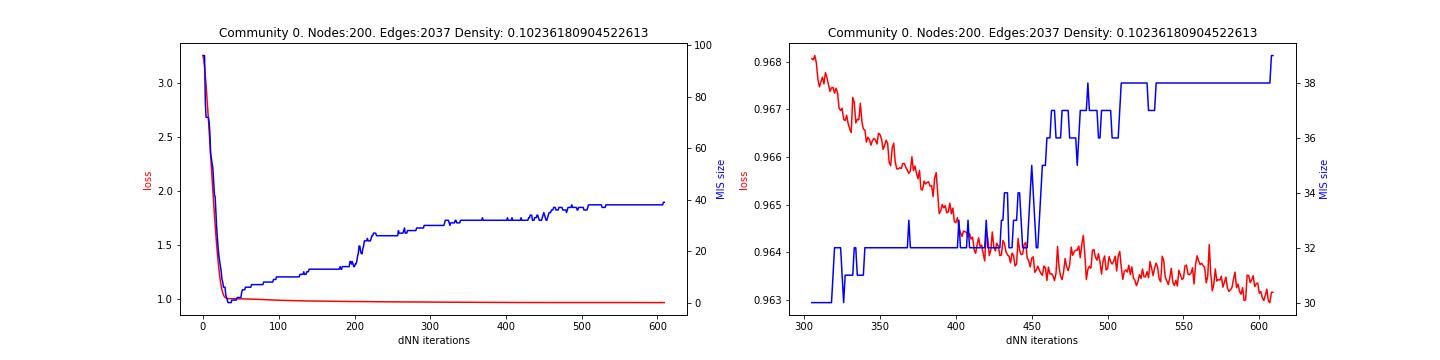 Community 0. Nodes:200. Edges:2037 Density: 0.10236180904522613
3.0
2.5
2.0
1.5
1.0
loss
100
80
60
40
20
0
MIS size
0 100 200 300 400 500 600
dNN iterations
Community 0. Nodes:200. Edges:2037 Density: 0.10236180904522613
0.968
0.967
0.966
0.965
0.964
0.963
loss
38
36
34
32
30
MIS size
300 350 400 450 500 550 600
dNN iterations